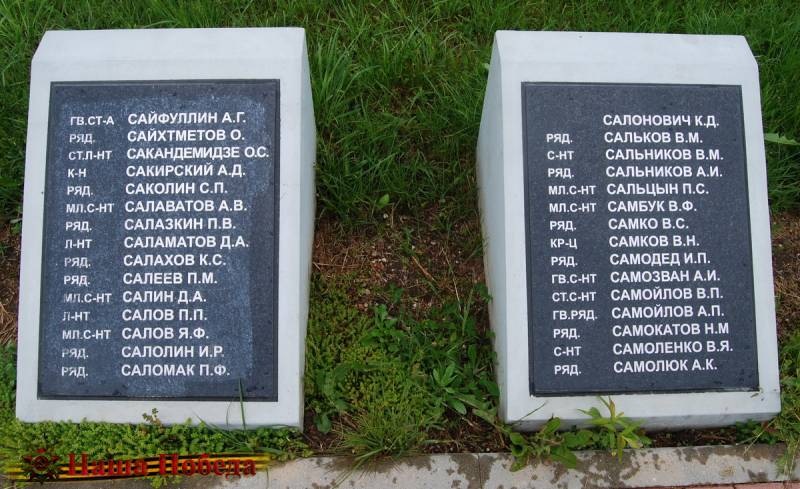 ГВ.СТ-А САЙФУЛЛИН А.Г.
РЯД. САЙХТМЕТОВ О.
СТ.Л-НТ САКАНДЕМИДЗЕ О.С.
К-Н САКИРСКИЙ А.Д.
РЯД. САКОЛИН С.П.
МЛ.С-НТ САЛАВАТОВ А.В.
РЯД. САЛАЗКИН П.В.
Л-НТ САЛАМАТОВ Д.А.
РЯД. САЛАХОВ К.С.
РЯД. САЛЕЕВ П.М.
МЛ.С-НТ САЛИН Д.А.
Л-НТ САЛОВ П.П.
МЛ.С-НТ САЛОВ Я.Ф.
РЯД. САЛОЛИН И.Р.
РЯД. САЛОМАК П.Ф.
САЛОНОВИЧ К.Д.
РЯД. САЛЬКОВ В.М.
С-НТ САЛЬНИКОВ В.М.
РЯД. САЛЬНИКОВ А.И.
МЛ.С-НТ САЛЬЦЫН П.С.
МЛ.С-НТ САМБУК В.Ф.
РЯД. САМКО В.С.
КР-Ц САМКОВ В.Н.
РЯД. САМОДЕД И.П.
ГВ.С-НТ САМОЗВАН А.И.
СТ.С-НТ САМОЙЛОВ В.П.
ГВ.РЯД. САМОЙЛОВ А.П.
РЯД. САМОКАТОВ Н.М
С-НТ САМОЛЕНКО В.Я.
РЯД. САМОЛЮК А.К.
Наша Победа